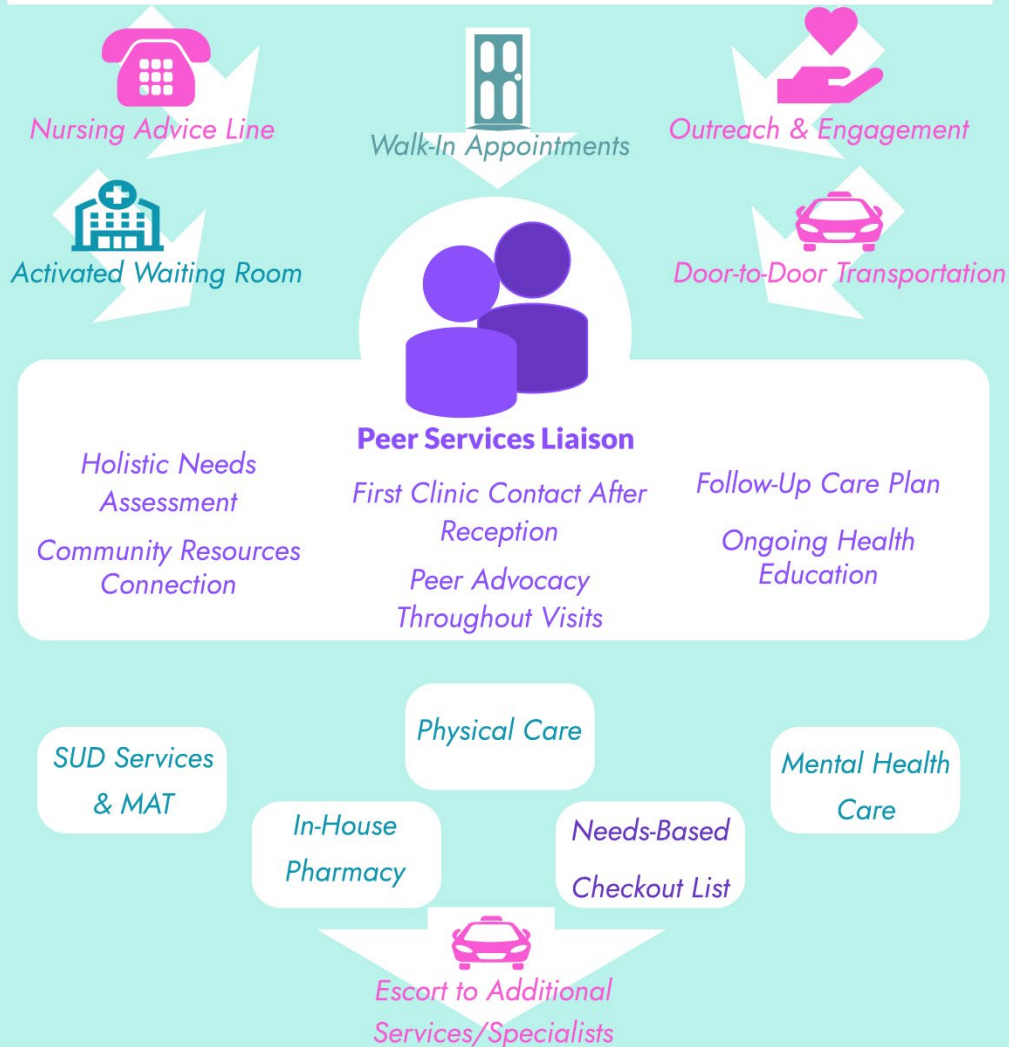 Nursing Advice Line
Walk-In Appointments
Outreach & Engagement
Activated Waiting Room
Door-to-Door Transportation
Peer Services Liaison
Holistic Needs
Assessment
Community Resources
Connection
First Clinic Contact After
Reception
Peer Advocacy
Throughout Visits
Follow-Up Care Plan
Ongoing Health
Education
SUD Services
& MAT
Physical Care
Mental Health
Care
In-House
Pharmacy
Needs-Based
Checkout List
Escort to Additional
Services/Specialists